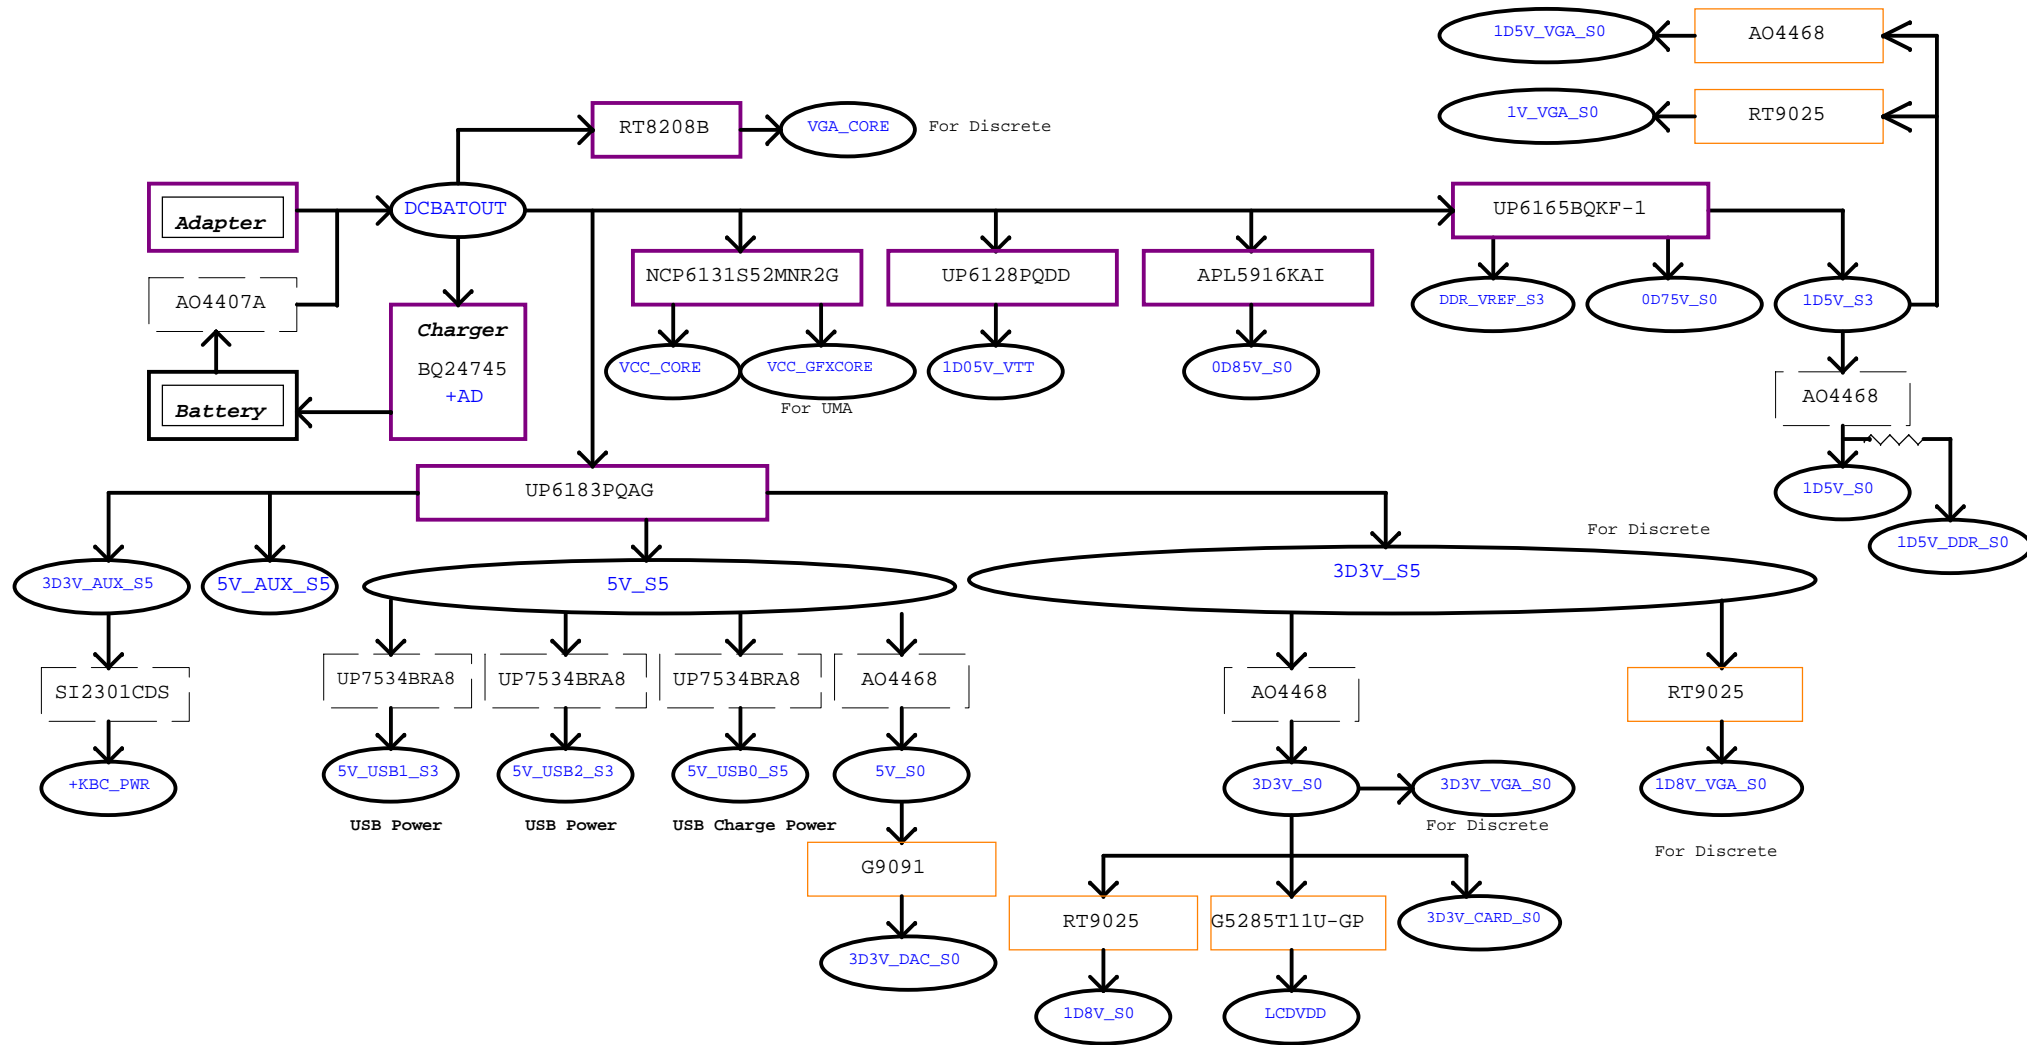 1D5V_VGA_S0
AO4468
1V_VGA_S0
RT9025
RT8208B
VGA_CORE
For Discrete
Adapter
DCBATOUT
UP6165BQKF-1
AO4407A
NCP6131S52MNR2G
UP6128PQDD
APL5916KAI
DDR_VREF_S3
0D75V_S0
1D5V_S3
Charger
BQ24745
+AD
VCC_CORE
VCC_GFXCORE
1D05V_VTT
0D85V_S0
For UMA
Battery
AO4468
UP6183PQAG
1D5V_S0
For Discrete
1D5V_DDR_S0
3D3V_AUX_S5
5V_AUX_S5
5V_S5
3D3V_S5
SI2301CDS
UP7534BRA8
UP7534BRA8
UP7534BRA8
AO4468
AO4468
RT9025
+KBC_PWR
5V_USB1_S3
5V_USB2_S3
5V_USB0_S5
5V_S0
3D3V_S0
3D3V_VGA_S0
1D8V_VGA_S0
USB Power
USB Power
USB Charge Power
For Discrete
For Discrete
G9091
RT9025
G5285T11U-GP
3D3V_CARD_S0
3D3V_DAC_S0
1D8V_S0
LCDVDD